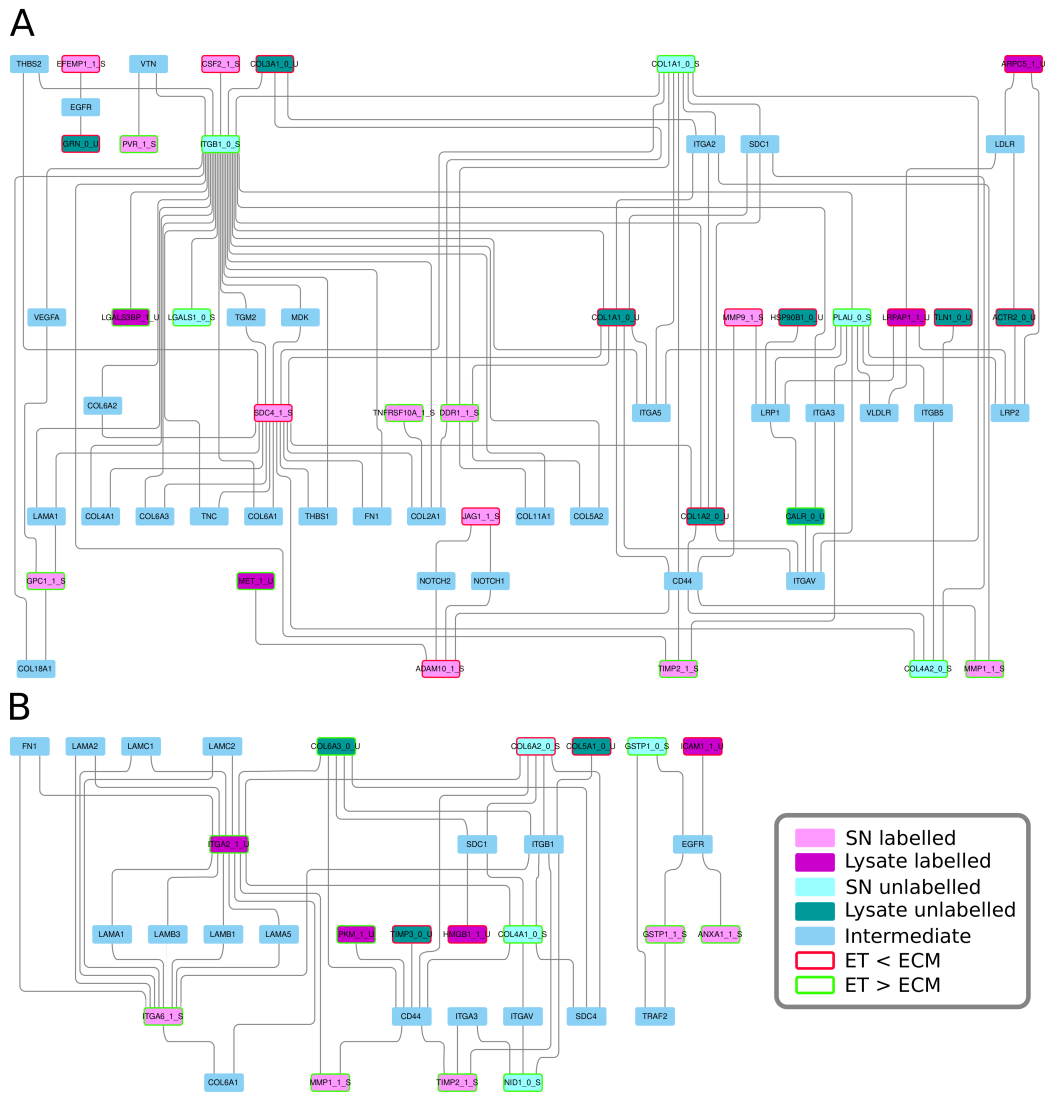 A
THBS2 EFEMP1_1_S VTN CSF2_1_S COL3A1_0_U COL1A1_0_S ARPC5_1_U
EGFR
GRN_0_U PVR_1_S ITGB1_0_S ITGA2 SDC1 LDLR
VEGFA LGALS3BP_1_U LGALS1_0_S TGM2 MDK COL1A1_0_U MMP9_1_S HSP90B1_0_U PLAU_0_S LRPAP1_1_U TLN1_0_U ACTR2_0_U
COL6A2 SDC4_1_S TNFRSF10A_1_S DDR1_1_S ITGA5 LRP1 ITGA3 VLDLR ITGB5 LRP2
LAMA1 COL4A1 COL6A3 TNC COL6A1 THBS1 FN1 COL2A1 JAG1_1_S COL11A1 COL5A2 COL1A2_0_U CALR_0_U
GPC1_1_S MET_1_U NOTCH2 NOTCH1 CD44 ITGAV
COL18A1 ADAM10_1_S TIMP2_1_S COL4A2_0_S MMP1_1_S
B
FN1 LAMA2 LAMC1 LAMC2 COL6A3_0_U COL6A2_0_S COL5A1_0_U GSTP1_0_S ICAM1_1_U
ITGA2_1_U SDC1 ITGB1 EGFR
LAMA1 LAMB3 LAMB1 LAMA5 PKM_1_U TIMP3_0_U HMGB1_1_U COL4A1_0_S GSTP1_1_S ANXA1_1_S
ITGA6_1_S CD44 ITGA3 ITGAV SDC4 TRAF2
COL6A1 MMP1_1_S TIMP2_1_S NID1_0_S
SN labelled
Lysate labelled
SN unlabelled
Lysate unlabelled
Intermediate
ET < ECM
ET > ECM